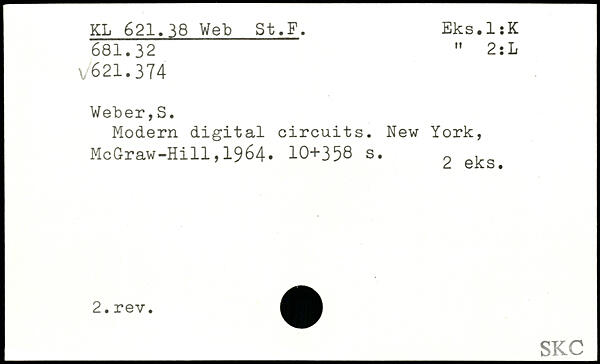 KL 621.38 Web St.F. Eks.1:K
681.32 " 2:L
√621.374
Weber,S.
Modern digital circuits. New York,
McGraw-Hill,1964. 10+358 s.
2 eks.
2.rev.
SKC